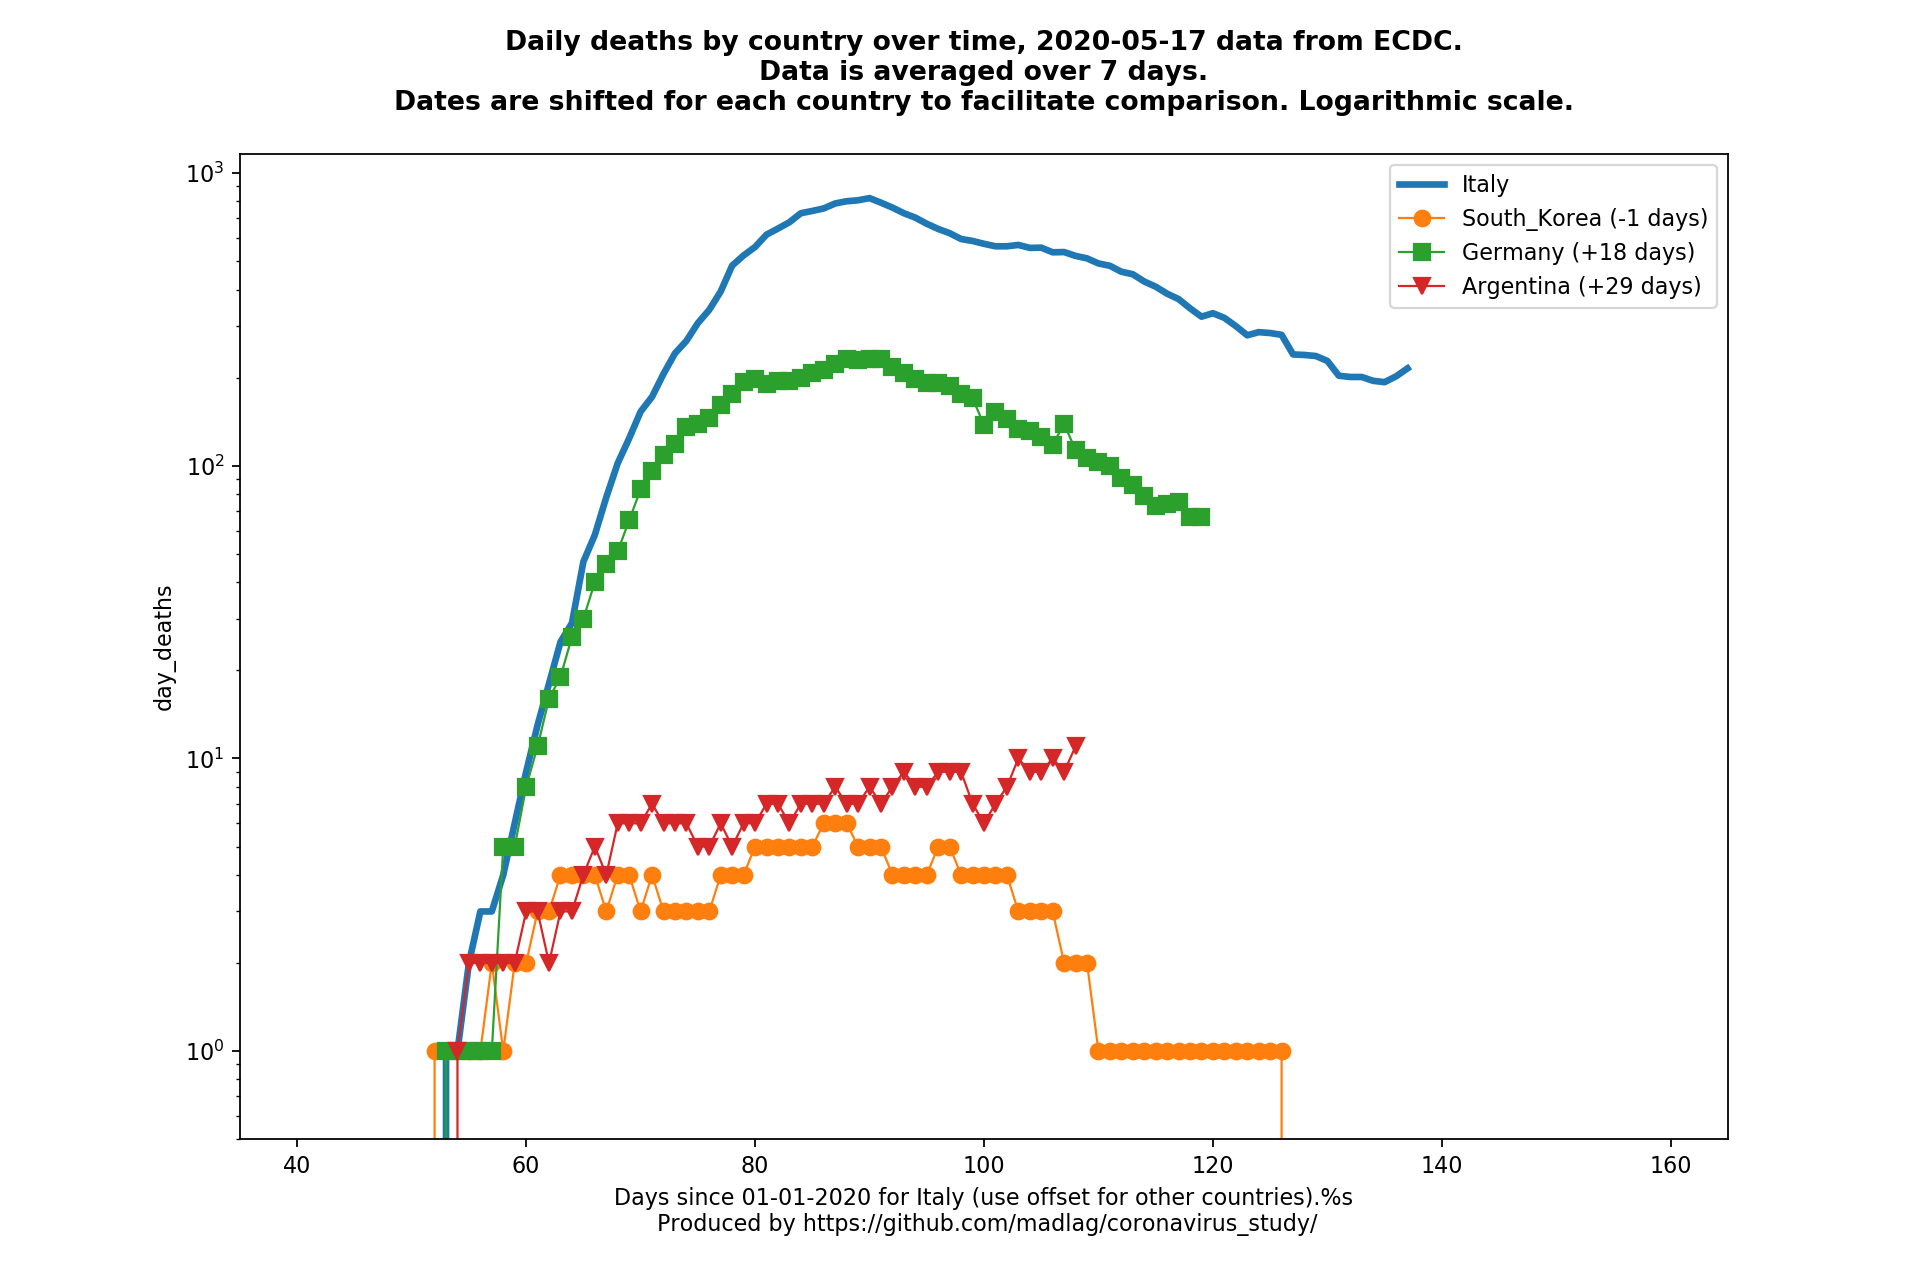 Daily deaths by country over time, 2020-05-17 data from ECDC.
Data is averaged over 7 days.
Dates are shifted for each country to facilitate comparison. Logarithmic scale.
10³
10²
10¹
10⁰
day_deaths
Italy
South_Korea (-1 days)
Germany (+18 days)
Argentina (+29 days)
40 60 80 100 120 140 160
Days since 01-01-2020 for Italy (use offset for other countries).%s
Produced by https://github.com/madlag/coronavirus_study/